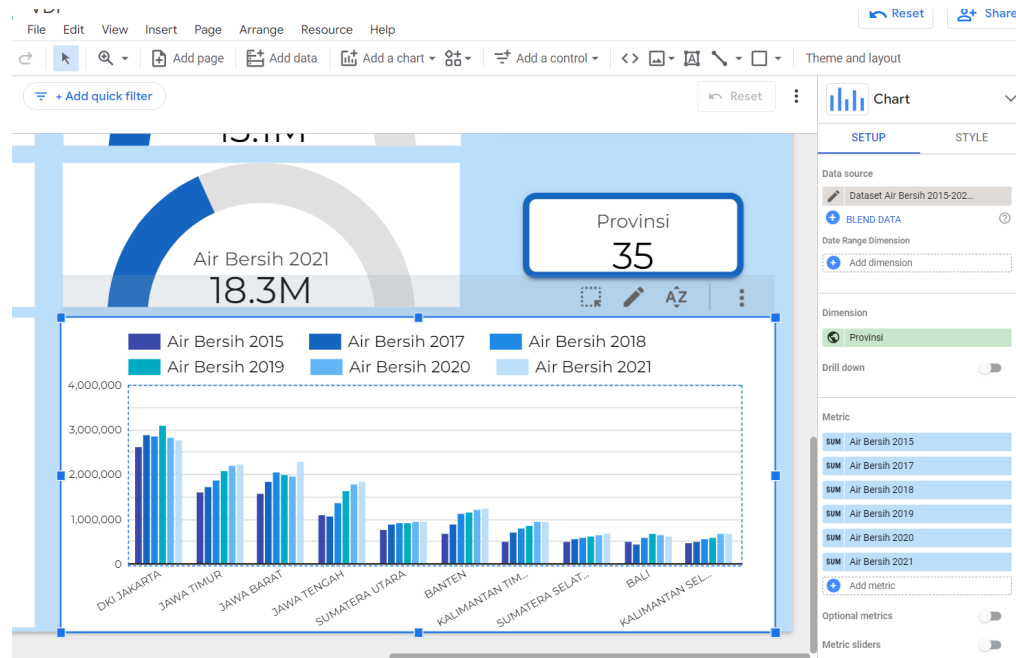 Reset
Share
File Edit View Insert Page Arrange Resource Help
Add page
Add data
Add a chart
Add a control
Theme and layout
+ Add quick filter
Reset
Chart
SETUP
STYLE
Data source
Dataset Air Bersih 2015-202...
BLEND DATA
Date Range Dimension
Add dimension
Dimension
Provinsi
Drill down
Metric
SUM Air Bersih 2015
SUM Air Bersih 2017
SUM Air Bersih 2018
SUM Air Bersih 2019
SUM Air Bersih 2020
SUM Air Bersih 2021
Add metric
Optional metrics
Metric sliders
Air Bersih 2021
18.3M
Provinsi
35
AZ
Air Bersih 2015 Air Bersih 2017 Air Bersih 2018
Air Bersih 2019 Air Bersih 2020 Air Bersih 2021
4,000,000
3,000,000
2,000,000
1,000,000
0
DKI JAKARTA
JAWA TIMUR
JAWA BARAT
JAWA TENGAH
SUMATERA UTARA
BANTEN
KALIMANTAN TIM...
SUMATERA SELAT...
BALI
KALIMANTAN SEL...